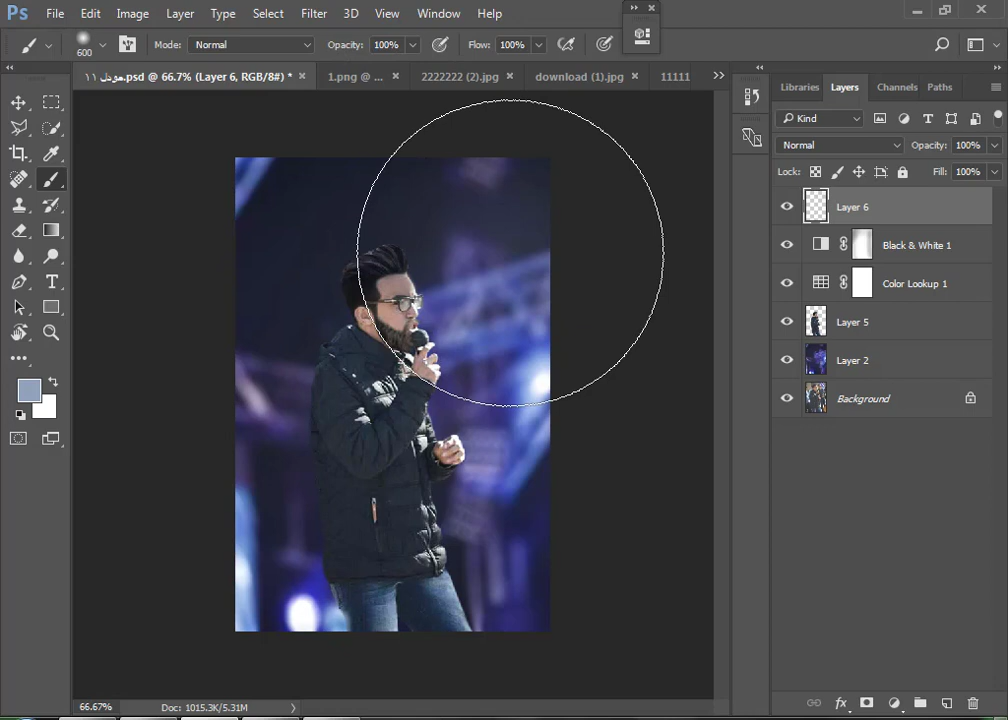 Ps File Edit Image Layer Type Select Filter 3D View Window Help
600 Mode: Normal Opacity: 100% Flow: 100%
موديل ١١.psd @ 66.7% (Layer 6, RGB/8#) * 1.png @ ... 2222222 (2).jpg download (1).jpg 11111
Libraries Layers Channels Paths
Kind
Normal Opacity: 100%
Lock: Fill: 100%
Layer 6
Black & White 1
Color Lookup 1
Layer 5
Layer 2
Background
66.67% Doc: 1015.3K/5.31M